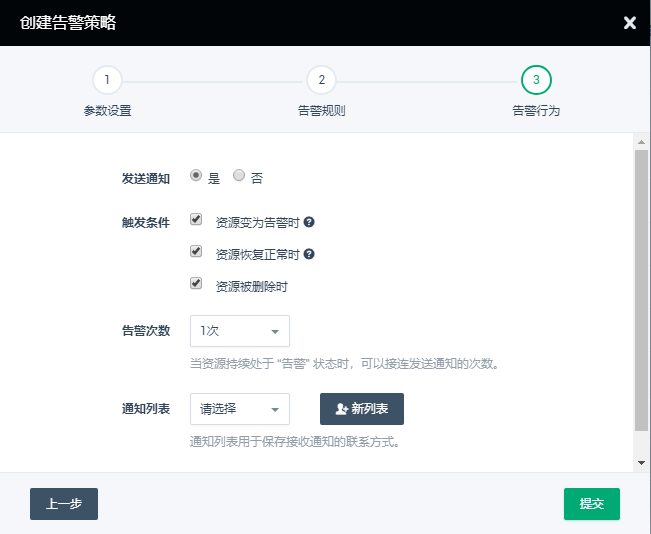 创建告警策略
1 2 3
参数设置 告警规则 告警行为
发送通知 是 否
触发条件 资源变为告警时
资源恢复正常时
资源被删除时
告警次数 1次
当资源持续处于 "告警" 状态时，可以接连发送通知的次数。
通知列表 请选择 新列表
通知列表用于保存接收通知的联系方式。
上一步 提交